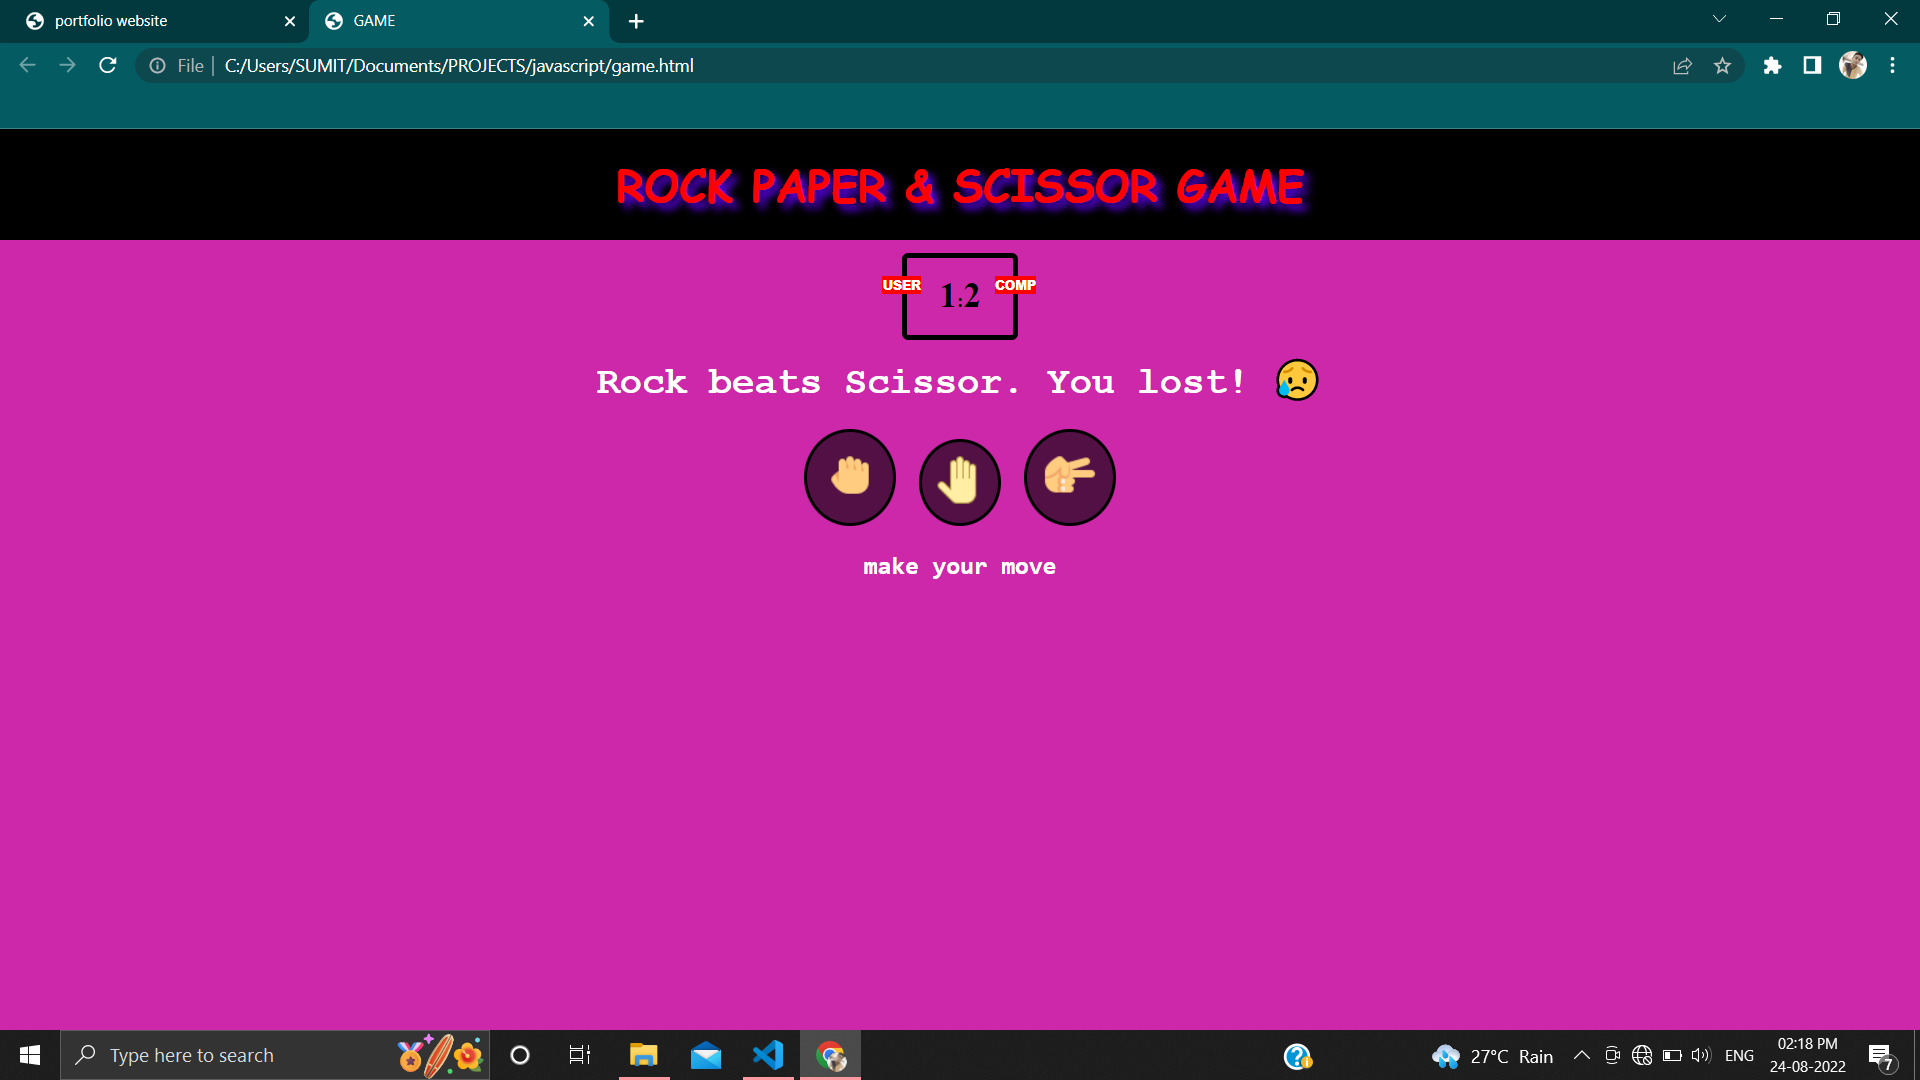 portfolio website
GAME
File | C:/Users/SUMIT/Documents/PROJECTS/javascript/game.html
ROCK PAPER & SCISSOR GAME
USER 1:2 COMP
Rock beats Scissor. You lost! 😥
make your move
Type here to search
27°C Rain
ENG
02:18 PM
24-08-2022
7